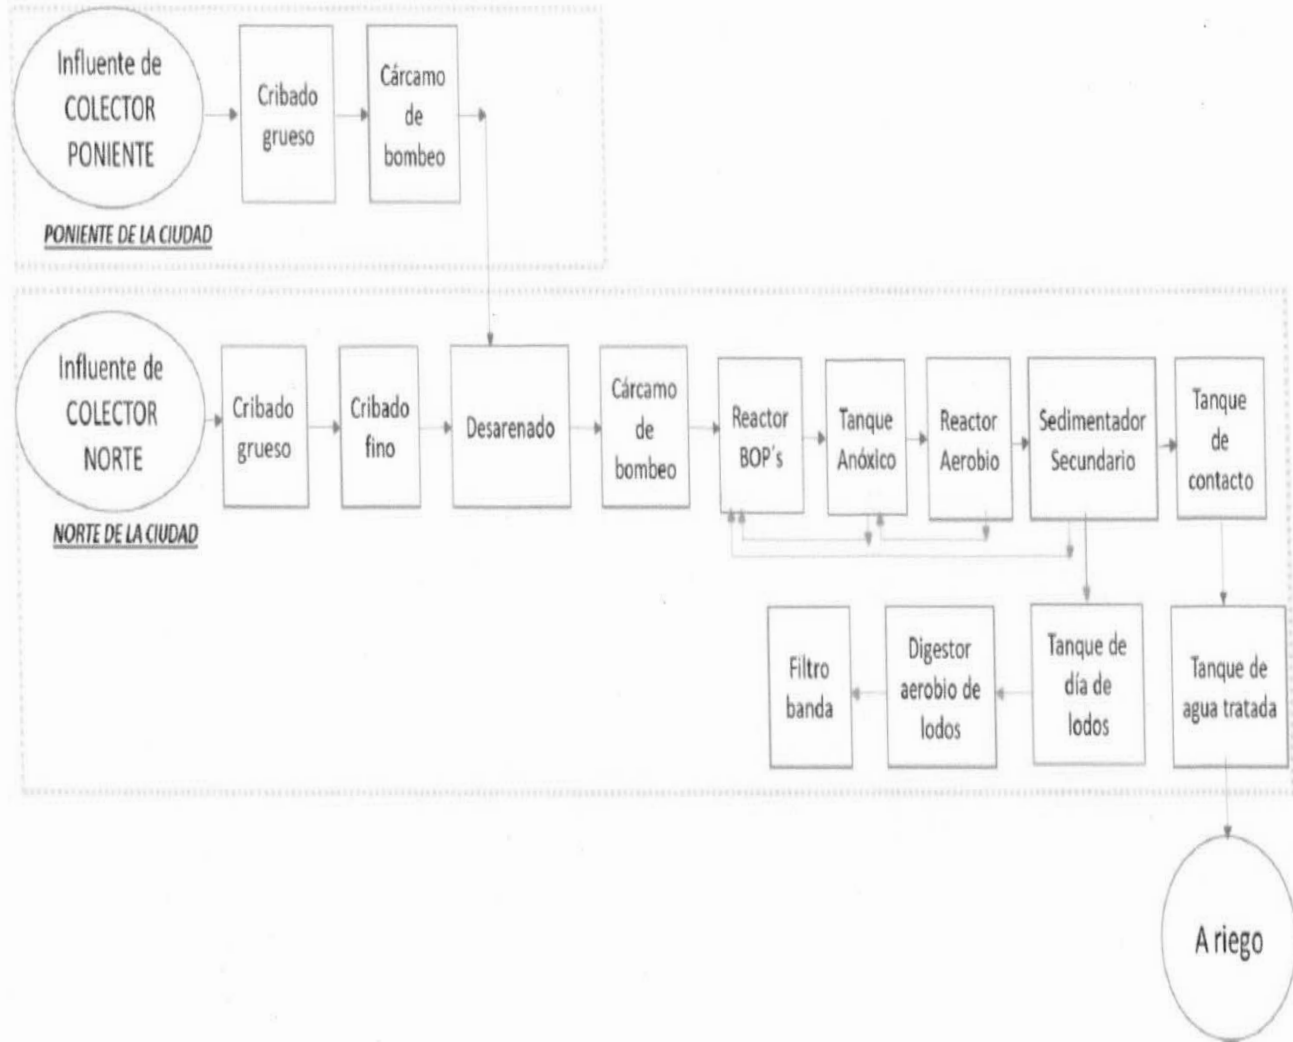 Influente de
COLECTOR
PONIENTE
Cribado
grueso
Cárcamo
de
bombeo
PONIENTE DE LA CIUDAD
Influente de
COLECTOR
NORTE
Cribado
grueso
Cribado
fino
Desarenado
Cárcamo
de
bombeo
Reactor
BOP´s
Tanque
Anóxico
Reactor
Aerobio
Sedimentador
Secundario
Tanque
de
contacto
NORTE DE LA CIUDAD
Filtro
banda
Digestor
aerobio de
lodos
Tanque de
día de
lodos
Tanque de
agua tratada
A riego